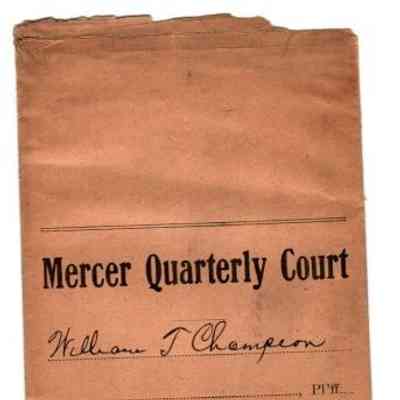 Mercer Quarterly Court
William T Champion
, Pl'ff.